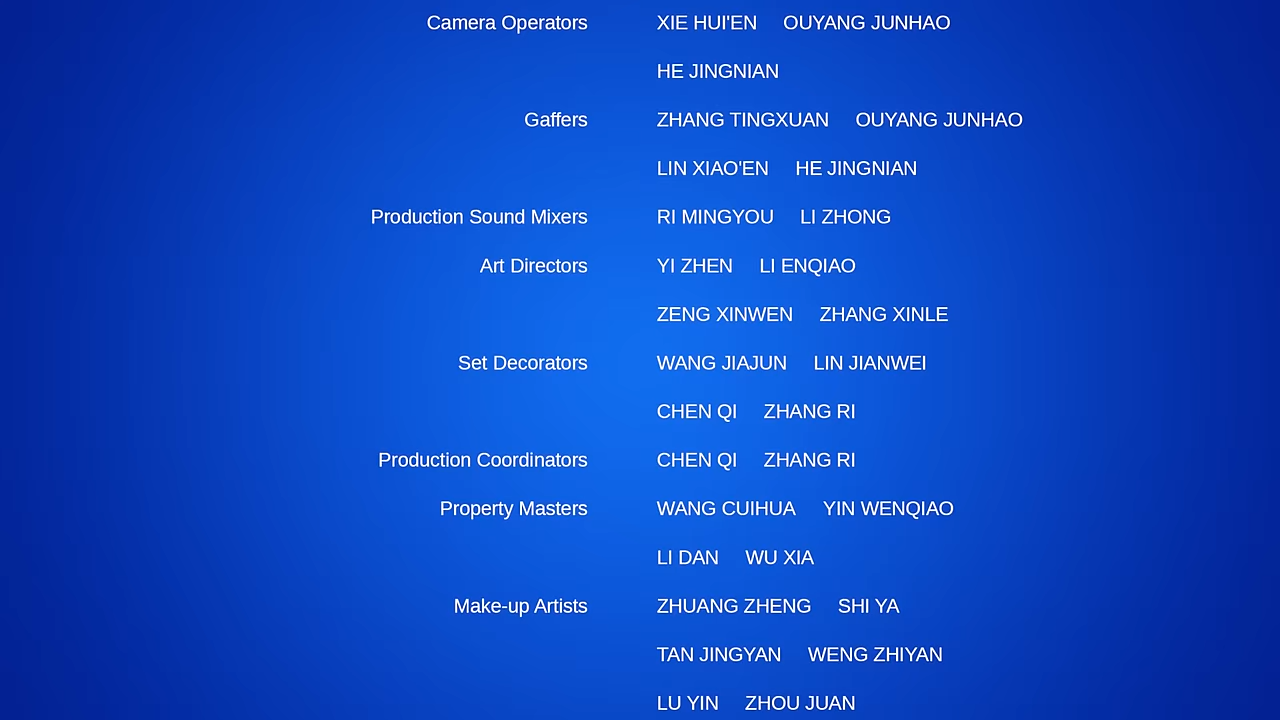 Camera Operators XIE HUI'EN OUYANG JUNHAO
HE JINGNIAN
Gaffers ZHANG TINGXUAN OUYANG JUNHAO
LIN XIAO'EN HE JINGNIAN
Production Sound Mixers RI MINGYOU LI ZHONG
Art Directors YI ZHEN LI ENQIAO
ZENG XINWEN ZHANG XINLE
Set Decorators WANG JIAJUN LIN JIANWEI
CHEN QI ZHANG RI
Production Coordinators CHEN QI ZHANG RI
Property Masters WANG CUIHUA YIN WENQIAO
LI DAN WU XIA
Make-up Artists ZHUANG ZHENG SHI YA
TAN JINGYAN WENG ZHIYAN
LU YIN ZHOU JUAN